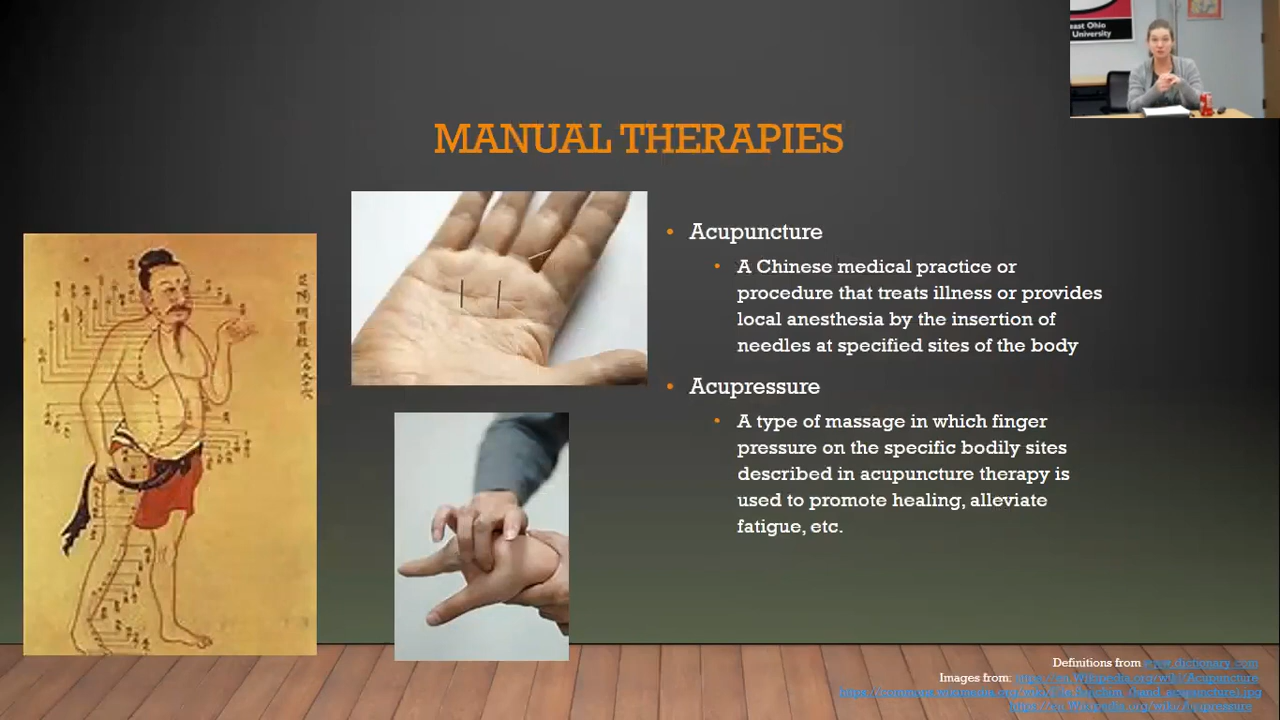 east Ohio
University
MANUAL THERAPIES
Acupuncture
A Chinese medical practice or
procedure that treats illness or provides
local anesthesia by the insertion of
needles at specified sites of the body
Acupressure
A type of massage in which finger
pressure on the specific bodily sites
described in acupuncture therapy is
used to promote healing, alleviate
fatigue, etc.
Definitions from www.dictionary.com
Images from: https://en.Wikipedia.org/wiki/Acupuncture
https://en.Wikipedia.org/wiki/Acupressure